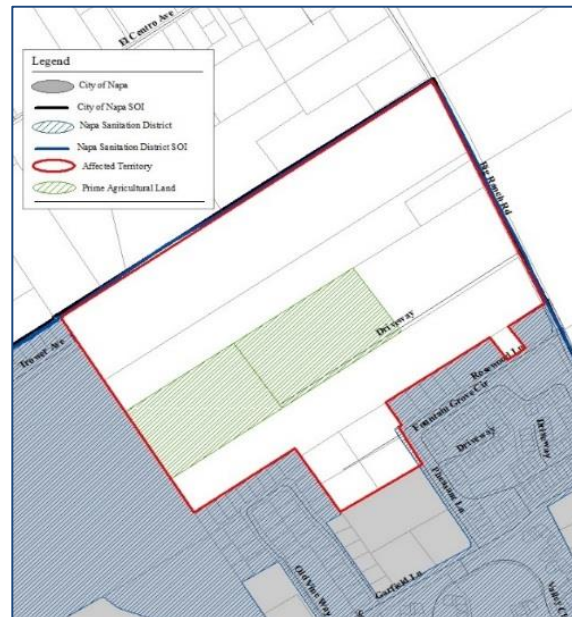 El Centro Ave
Legend
City of Napa
City of Napa SOI
Napa Sanitation District
Napa Sanitation District SOI
Affected Territory
Prime Agricultural Land
Big Ranch Rd
Trower Ave
Driveway
Rosewood Ln
Fountain Grove Cir
Driveway
Driveway
Garfield Ln
Old Vine Way